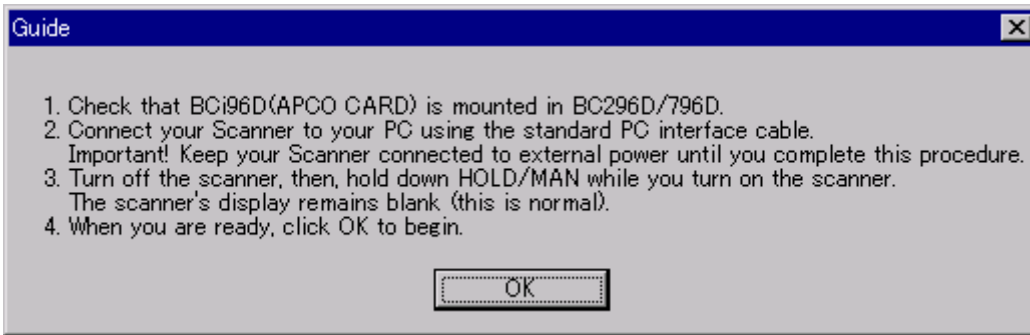 Guide
1. Check that BCi96D(APCO CARD) is mounted in BC296D/796D.
2. Connect your Scanner to your PC using the standard PC interface cable.
Important! Keep your Scanner connected to external power until you complete this procedure.
3. Turn off the scanner, then, hold down HOLD/MAN while you turn on the scanner.
The scanner's display remains blank (this is normal).
4. When you are ready, click OK to begin.
OK